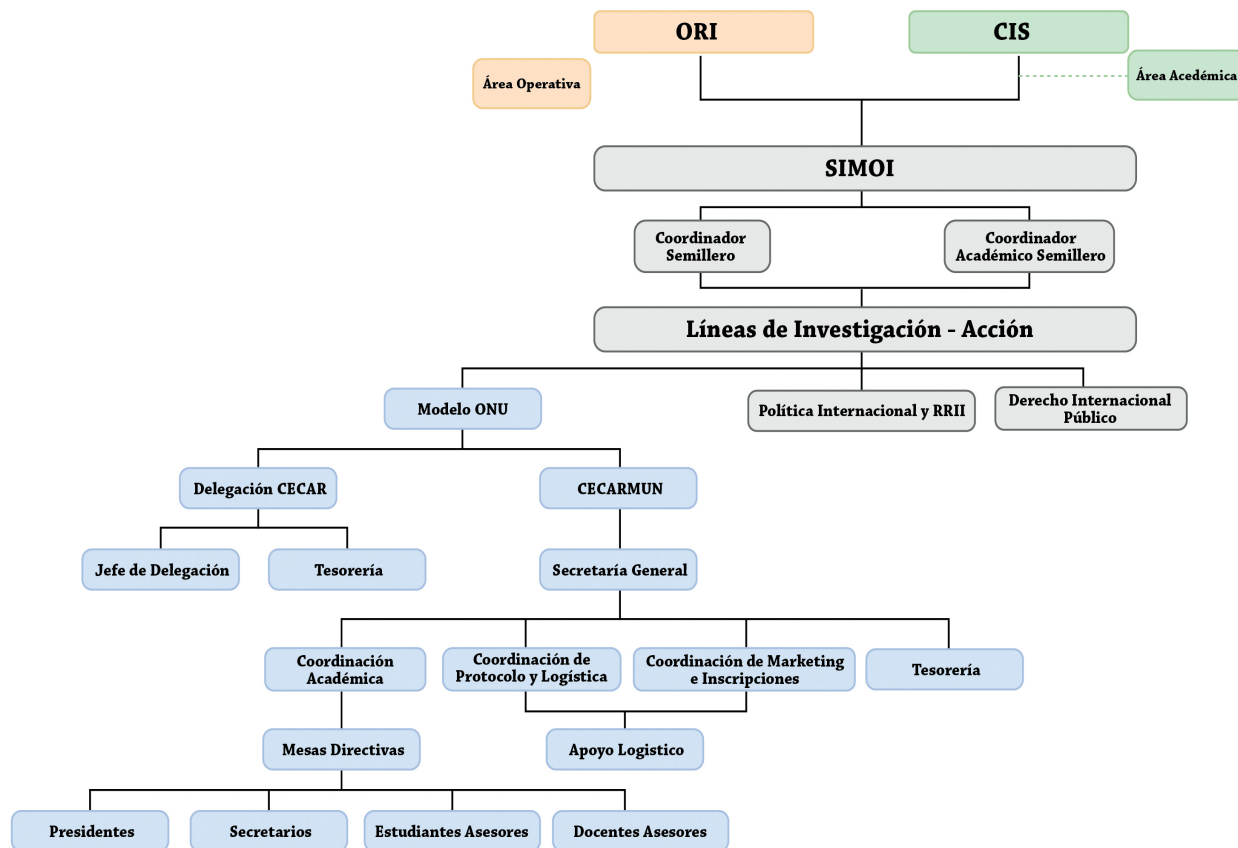 ORI
CIS
Área Operativa
Área Acedémica
SIMOI
Coordinador
Semillero
Coordinador
Académico Semillero
Líneas de Investigación - Acción
Modelo ONU
Política Internacional y RRII
Derecho Internacional
Público
Delegación CECAR
CECARMUN
Jefe de Delegación
Tesorería
Secretaría General
Coordinación
Académica
Coordinación de
Protocolo y Logística
Coordinación de Marketing
e Inscripciones
Tesorería
Mesas Directivas
Apoyo Logistico
Presidentes
Secretarios
Estudiantes Asesores
Docentes Asesores